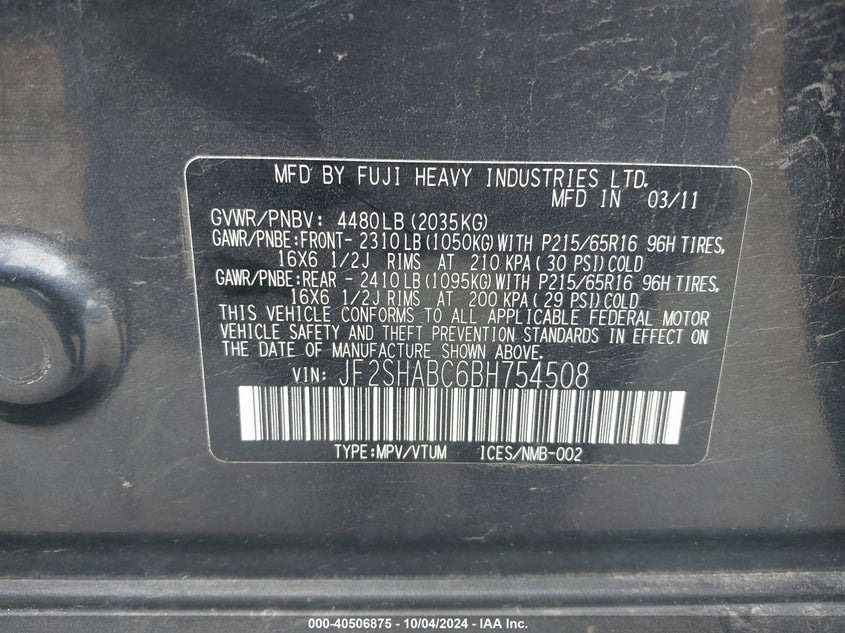 MFD BY FUJI HEAVY INDUSTRIES LTD.
MFD IN 03/11
GVWR/PNBV: 4480LB(2035KG)
GAWR/PNBE:FRONT- 2310LB(1050KG)WITH P215/65R16 96H TIRES,
16X6 1/2J RIMS AT 210 KPA(30 PSI)COLD
GAWR/PNBE:REAR - 2410LB(1095KG)WITH P215/65R16 96H TIRES,
16X6 1/2J RIMS AT 200 KPA(29 PSI)COLD
THIS VEHICLE CONFORMS TO ALL APPLICABLE FEDERAL MOTOR
VEHICLE SAFETY AND THEFT PREVENTION STANDARDS IN EFFECT ON
THE DATE OF MANUFACTURE SHOWN ABOVE.
VIN: JF2SHABC6BH754508
TYPE:MPV/VTUM ICES/NMB-002
000-40506875 - 10/04/2024 - IAA Inc.